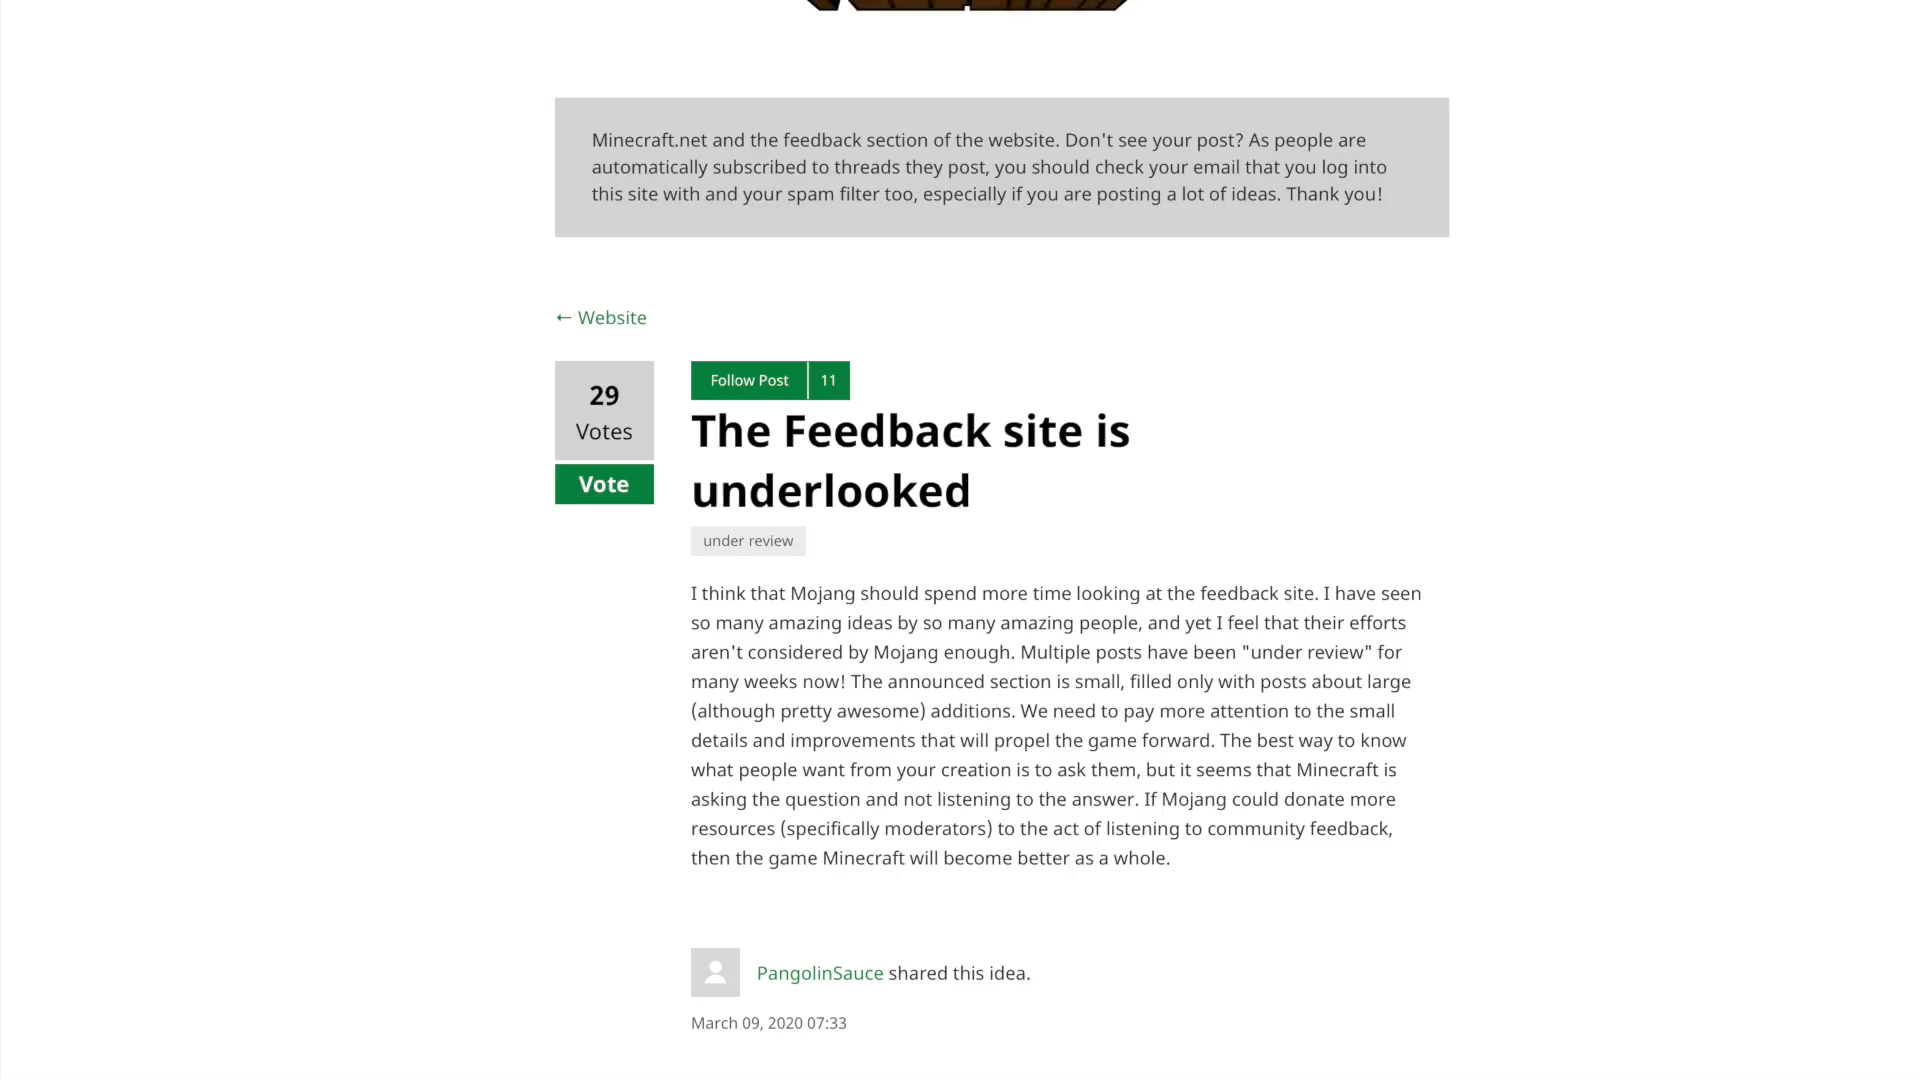 Minecraft.net and the feedback section of the website. Don't see your post? As people are
automatically subscribed to threads they post, you should check your email that you log into
this site with and your spam filter too, especially if you are posting a lot of ideas. Thank you!
← Website
29
Votes
Vote
Follow Post 11
The Feedback site is
underlooked
under review
I think that Mojang should spend more time looking at the feedback site. I have seen
so many amazing ideas by so many amazing people, and yet I feel that their efforts
aren't considered by Mojang enough. Multiple posts have been "under review" for
many weeks now! The announced section is small, filled only with posts about large
(although pretty awesome) additions. We need to pay more attention to the small
details and improvements that will propel the game forward. The best way to know
what people want from your creation is to ask them, but it seems that Minecraft is
asking the question and not listening to the answer. If Mojang could donate more
resources (specifically moderators) to the act of listening to community feedback,
then the game Minecraft will become better as a whole.
PangolinSauce shared this idea.
March 09, 2020 07:33